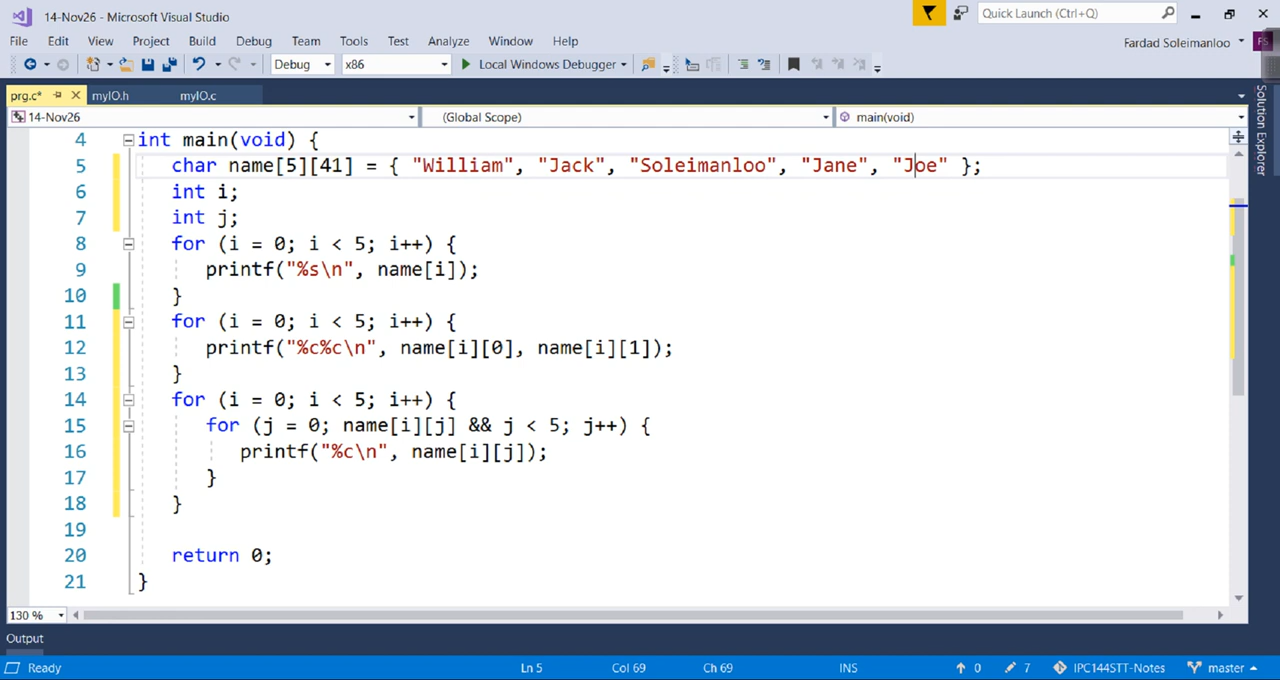 14-Nov26 - Microsoft Visual Studio
Quick Launch (Ctrl+Q)
File Edit View Project Build Debug Team Tools Test Analyze Window Help
Fardad Soleimanloo FS
Debug x86 Local Windows Debugger
prg.c* myIO.h myIO.c
14-Nov26 (Global Scope) main(void)
Solution Explorer
4 int main(void) {
5 char name[5][41] = { "William", "Jack", "Soleimanloo", "Jane", "Joe" };
6 int i;
7 int j;
8 for (i = 0; i < 5; i++) {
9 printf("%s\n", name[i]);
10 }
11 for (i = 0; i < 5; i++) {
12 printf("%c%c\n", name[i][0], name[i][1]);
13 }
14 for (i = 0; i < 5; i++) {
15 for (j = 0; name[i][j] && j < 5; j++) {
16 printf("%c\n", name[i][j]);
17 }
18 }
19
20 return 0;
21 }
130 %
Output
Ready Ln 5 Col 69 Ch 69 INS 0 7 IPC144STT-Notes master